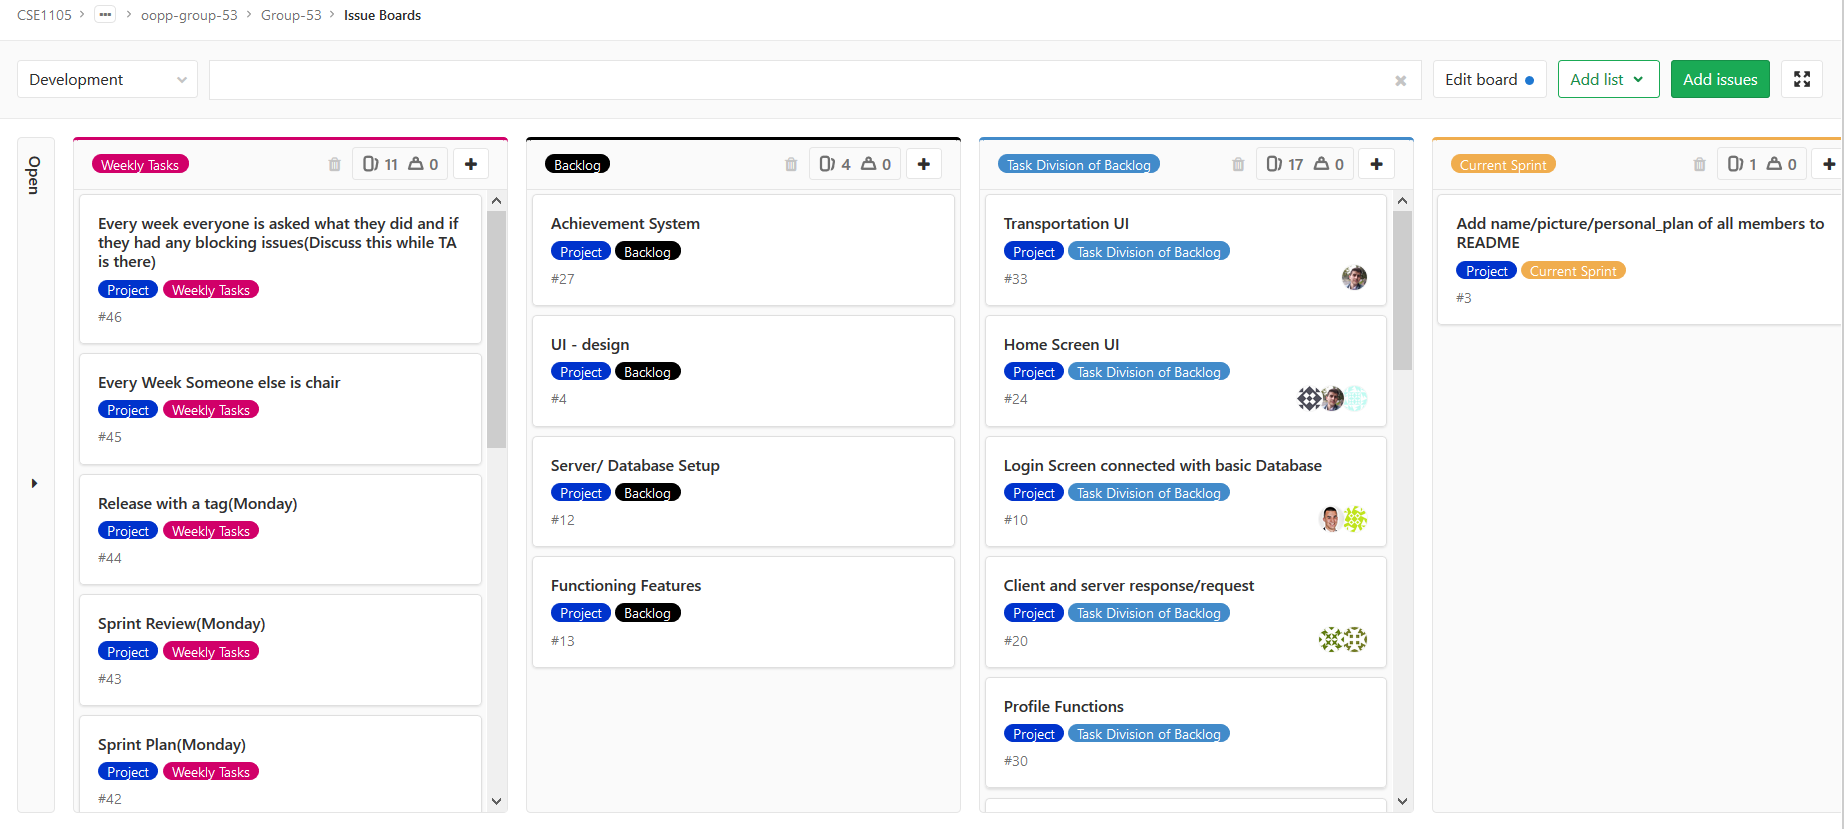 CSE1105 > ... > oopp-group-53 > Group-53 > Issue Boards
Development
Edit board
Add list
Add issues
Open
Weekly Tasks
11
0
Every week everyone is asked what they did and if
they had any blocking issues(Discuss this while TA
is there)
Project
Weekly Tasks
#46
Every Week Someone else is chair
Project
Weekly Tasks
#45
Release with a tag(Monday)
Project
Weekly Tasks
#44
Sprint Review(Monday)
Project
Weekly Tasks
#43
Sprint Plan(Monday)
Project
Weekly Tasks
#42
Backlog
4
0
Achievement System
Project
Backlog
#27
UI - design
Project
Backlog
#4
Server/ Database Setup
Project
Backlog
#12
Functioning Features
Project
Backlog
#13
Task Division of Backlog
17
0
Transportation UI
Project
Task Division of Backlog
#33
Home Screen UI
Project
Task Division of Backlog
#24
Login Screen connected with basic Database
Project
Task Division of Backlog
#10
Client and server response/request
Project
Task Division of Backlog
#20
Profile Functions
Project
Task Division of Backlog
#30
Current Sprint
1
0
Add name/picture/personal_plan of all members to
README
Project
Current Sprint
#3